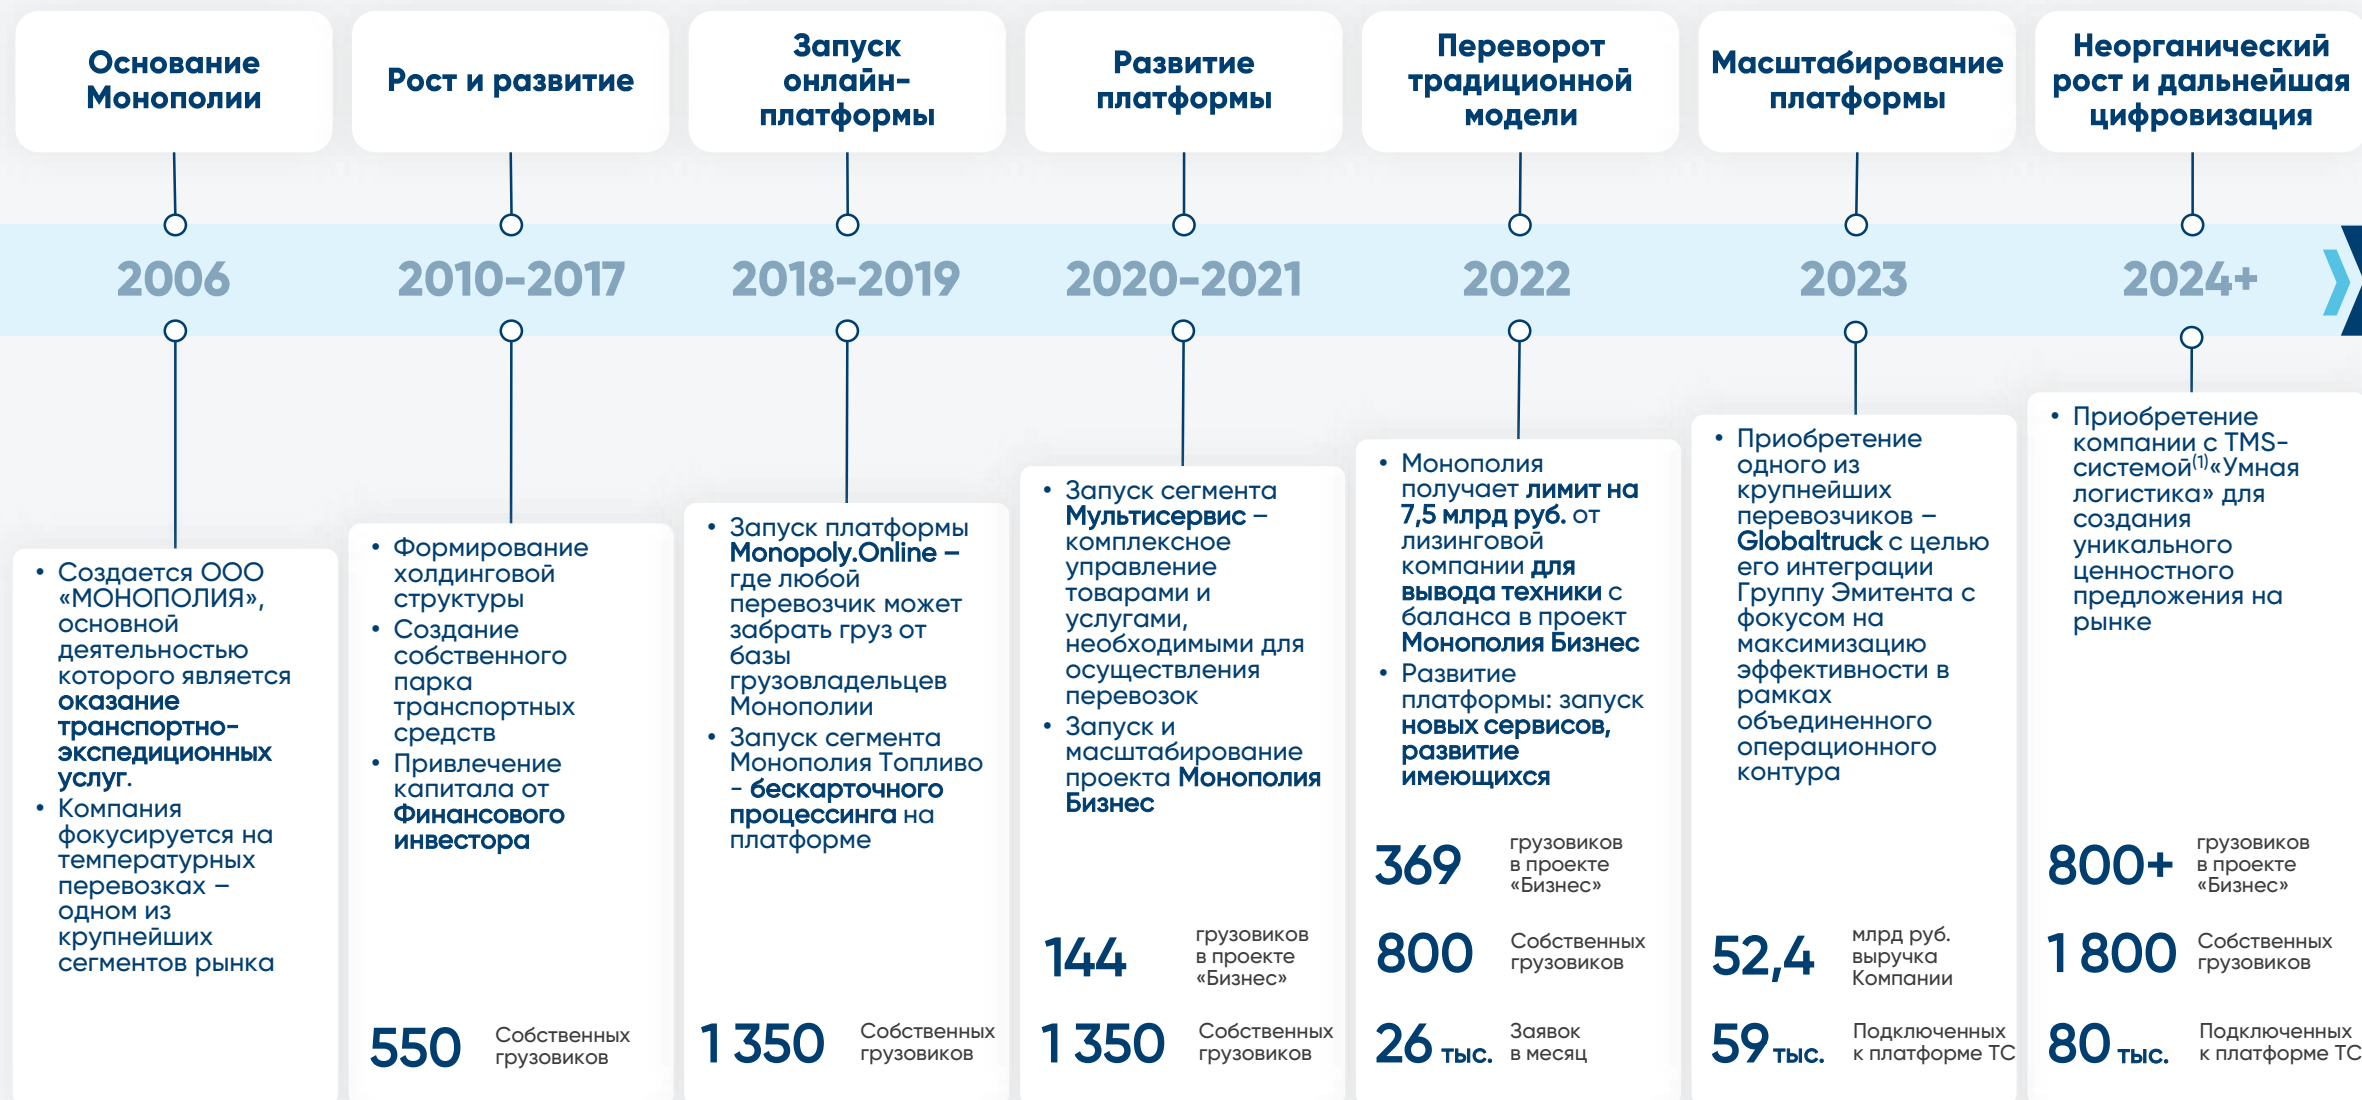 Основание
Монополии
Рост и развитие
Запуск
онлайн-
платформы
Развитие
платформы
Переворот
традиционной
модели
Масштабирование
платформы
Неорганический
рост и дальнейшая
цифровизация
2006
2010-2017
2018-2019
2020-2021
2022
2023
2024+
• Создается ООО
«МОНОПОЛИЯ»,
основной
деятельностью
которого является
оказание
транспортно-
экспедиционных
услуг.
• Компания
фокусируется на
температурных
перевозках –
одном из
крупнейших
сегментов рынка
• Формирование
холдинговой
структуры
• Создание
собственного
парка
транспортных
средств
• Привлечение
капитала от
Финансового
инвестора
550
Собственных
грузовиков
• Запуск платформы
Monopoly.Online –
где любой
перевозчик может
забрать груз от
базы
грузовладельцев
Монополии
• Запуск сегмента
Монополия Топливо
- бескарточного
процессинга на
платформе
1 350
Собственных
грузовиков
• Запуск сегмента
Мультисервис –
комплексное
управление
товарами и
услугами,
необходимыми для
осуществления
перевозок
• Запуск и
масштабирование
проекта Монополия
Бизнес
144
грузовиков
в проекте
«Бизнес»
1 350
Собственных
грузовиков
• Монополия
получает лимит на
7,5 млрд руб. от
лизинговой
компании для
вывода техники с
баланса в проект
Монополия Бизнес
• Развитие
платформы: запуск
новых сервисов,
развитие
имеющихся
369
грузовиков
в проекте
«Бизнес»
800
Собственных
грузовиков
26 тыс.
Заявок
в месяц
• Приобретение
одного из
крупнейших
перевозчиков –
Globaltruck с целью
его интеграции
Группу Эмитента с
фокусом на
максимизацию
эффективности в
рамках
объединенного
операционного
контура
52,4
млрд руб.
выручка
Компании
59 тыс.
Подключенных
к платформе ТС
• Приобретение
компании с TMS-
системой(1)«Умная
логистика» для
создания
уникального
ценностного
предложения на
рынке
800+
грузовиков
в проекте
«Бизнес»
1 800
Собственных
грузовиков
80 тыс.
Подключенных
к платформе ТС